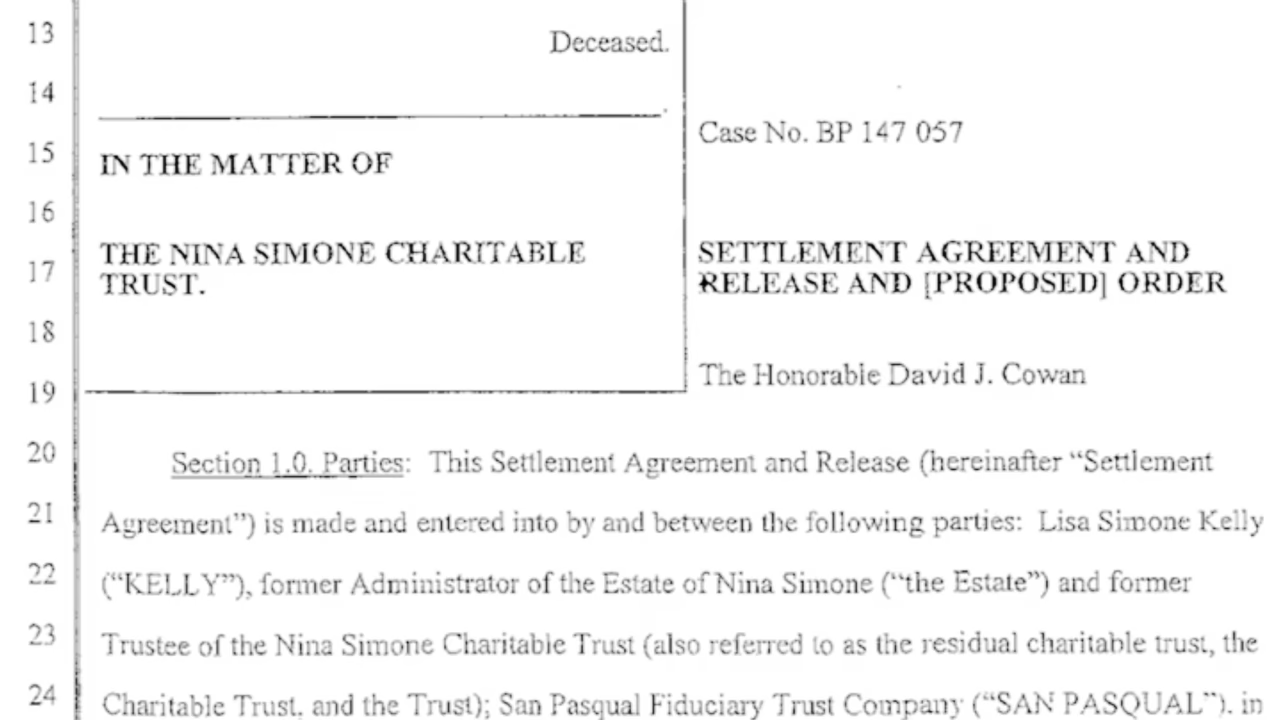 13
Deceased.
14
Case No. BP 147 057
15
IN THE MATTER OF
16
THE NINA SIMONE CHARITABLE
SETTLEMENT AGREEMENT AND
17
TRUST.
RELEASE AND [PROPOSED] ORDER
18
The Honorable David J. Cowan
19
20
Section 1.0. Parties: This Settlement Agreement and Release (hereinafter “Settlement
21
Agreement”) is made and entered into by and between the following parties: Lisa Simone Kelly
22
(“KELLY”), former Administrator of the Estate of Nina Simone (“the Estate”) and former
23
Trustee of the Nina Simone Charitable Trust (also referred to as the residual charitable trust, the
24
Charitable Trust, and the Trust); San Pasqual Fiduciary Trust Company (“SAN PASQUAL”), in